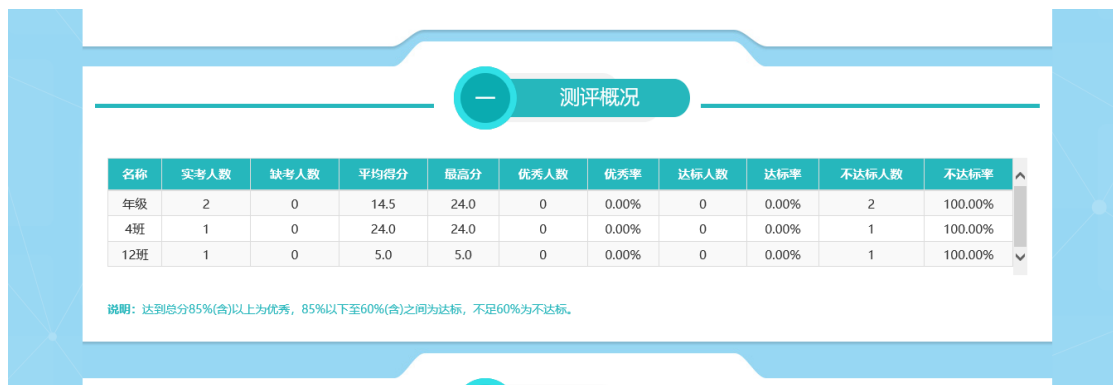 一 测评概况
名称 实考人数 缺考人数 平均得分 最高分 优秀人数 优秀率 达标人数 达标率 不达标人数 不达标率
年级 2 0 14.5 24.0 0 0.00% 0 0.00% 2 100.00%
4班 1 0 24.0 24.0 0 0.00% 0 0.00% 1 100.00%
12班 1 0 5.0 5.0 0 0.00% 0 0.00% 1 100.00%
说明：达到总分85%(含)以上为优秀，85%以下至60%(含)之间为达标，不足60%为不达标。